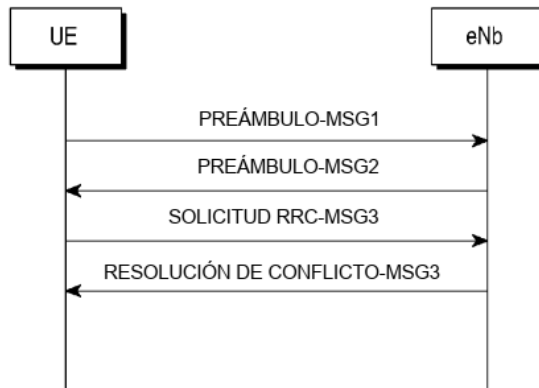 UE
eNb
PREÁMBULO-MSG1
PREÁMBULO-MSG2
SOLICITUD RRC-MSG3
RESOLUCIÓN DE CONFLICTO-MSG3